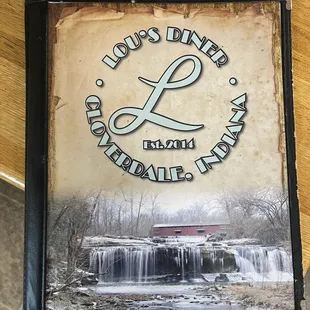 LOU'S DINER
L
EST. 2014
CLOVERDALE, INDIANA